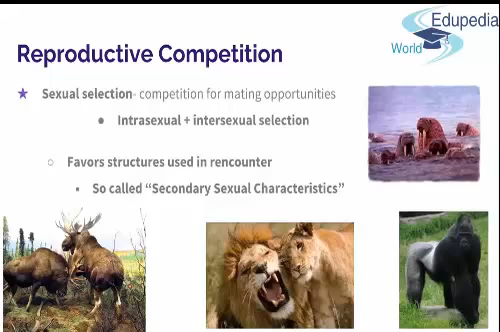 Edupedia
World
Reproductive Competition
★ Sexual selection- competition for mating opportunities
● Intrasexual + intersexual selection
○ Favors structures used in rencounter
▪ So called “Secondary Sexual Characteristics”